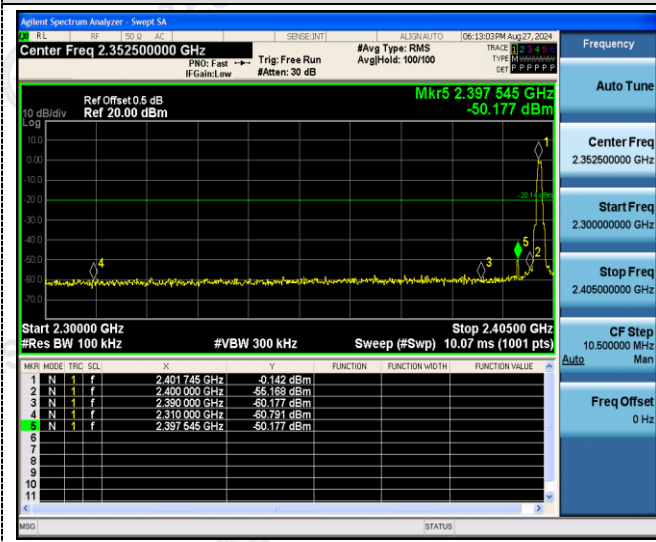 Agilent Spectrum Analyzer - Swept SA
RL RF 50 Ω AC SENSE:INT ALIGN AUTO 06:13:03 PM Aug 27, 2024
Center Freq 2.352500000 GHz
PNO: Fast
IFGain:Low
Trig: Free Run
#Atten: 30 dB
#Avg Type: RMS
Avg|Hold: 100/100
TRACE 1 2 3 4 5 6
TYPE M
DET P P P P P P
Ref Offset 0.5 dB
10 dB/div Ref 20.00 dBm
Log
Mkr5 2.397 545 GHz
-50.177 dBm
10.0
0.00
-10.0
-20.0
-30.0
-40.0
-50.0
-60.0
-70.0
1
-20.14 dBm
5
2
3
4
Start 2.30000 GHz Stop 2.40500 GHz
#Res BW 100 kHz #VBW 300 kHz Sweep (#Swp) 10.07 ms (1001 pts)
MKR MODE TRC SCL X Y FUNCTION FUNCTION WIDTH FUNCTION VALUE
1 N 1 f 2.401 745 GHz -0.142 dBm
2 N 1 f 2.400 000 GHz -55.168 dBm
3 N 1 f 2.390 000 GHz -60.177 dBm
4 N 1 f 2.310 000 GHz -60.791 dBm
5 N 1 f 2.397 545 GHz -50.177 dBm
6
7
8
9
10
11
MSG STATUS
Frequency
Auto Tune
Center Freq
2.352500000 GHz
Start Freq
2.300000000 GHz
Stop Freq
2.405000000 GHz
CF Step
10.500000 MHz
Auto Man
Freq Offset
0 Hz